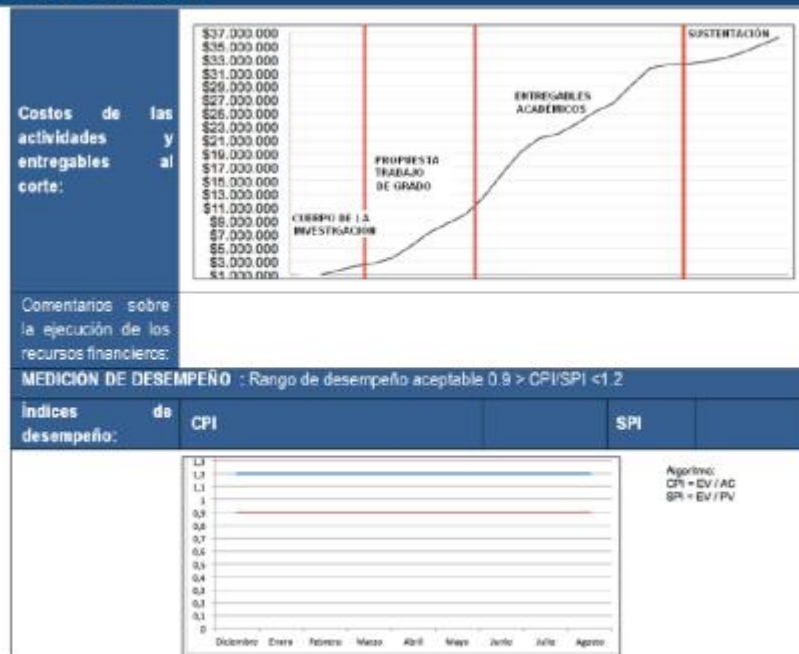 Costos de las
actividades y
entregables al
corte:
$37.000.000
$35.000.000
$33.000.000
$31.000.000
$29.000.000
$27.000.000
$25.000.000
$23.000.000
$21.000.000
$19.000.000
$17.000.000
$15.000.000
$13.000.000
$11.000.000
$9.000.000
$7.000.000
$5.000.000
$3.000.000
$1.000.000
CUERPO DE LA
INVESTIGACIÓN
PROPUESTA
TRABAJO
DE GRADO
ENTREGABLES
ACADÉMICOS
SUSTENTACIÓN
Comentarios sobre
la ejecución de los
recursos financieros:
MEDICIÓN DE DESEMPEÑO : Rango de desempeño aceptable 0.9 > CPI/SPI <1.2
Índices de
desempeño:
CPI
SPI
1,3
1,2
1,1
1
0,9
0,8
0,7
0,6
0,5
0,4
0,3
0,2
0,1
0
Diciembre Enero Febrero Marzo Abril Mayo Junio Julio Agosto
Algoritmo:
CPI = EV / AC
SPI = EV / PV